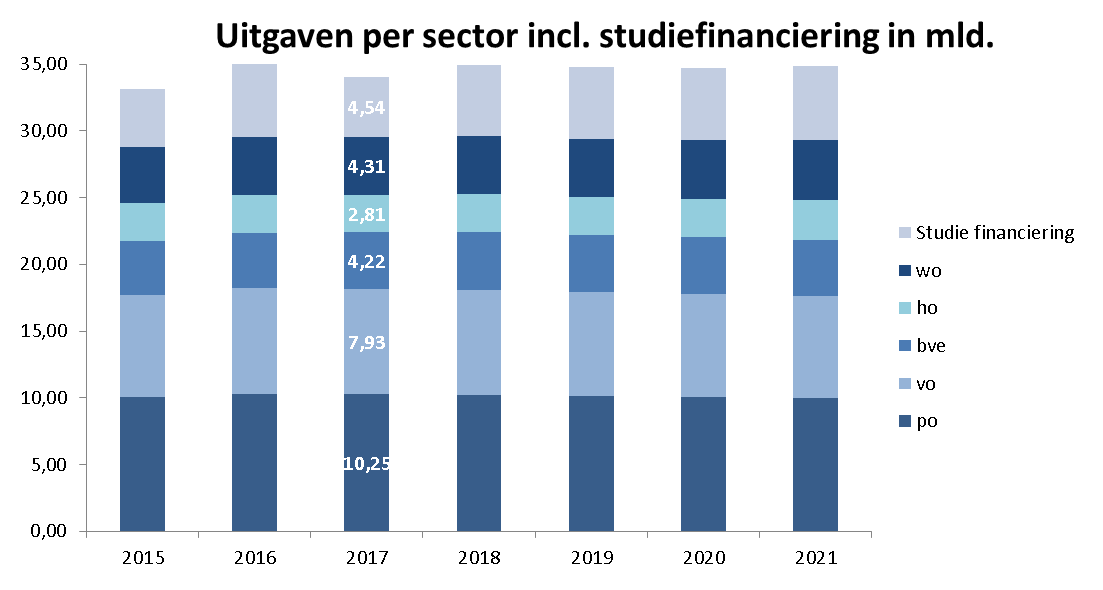 Uitgaven per sector incl. studiefinanciering in mld.
35,00
30,00
25,00
20,00
15,00
10,00
5,00
0,00
4,54
4,31
2,81
4,22
7,93
10,25
2015 2016 2017 2018 2019 2020 2021
Studie financiering
wo
ho
bve
vo
po